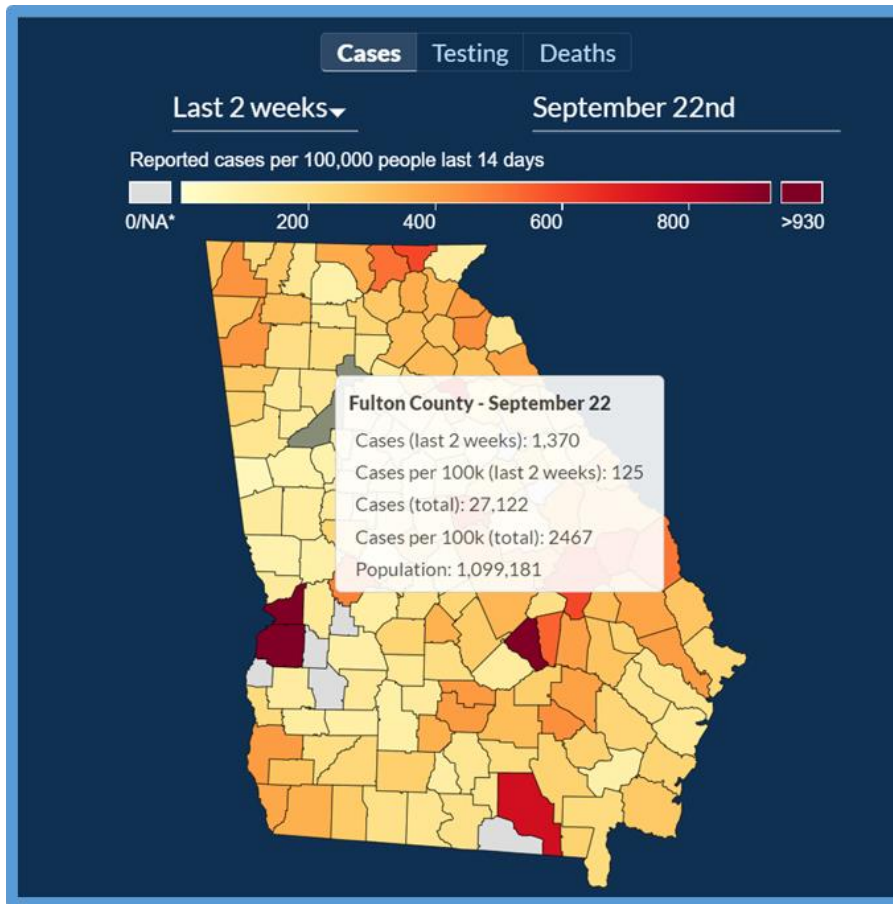 Cases Testing Deaths
Last 2 weeks September 22nd
Reported cases per 100,000 people last 14 days
0/NA* 200 400 600 800 >930
Fulton County - September 22
Cases (last 2 weeks): 1,370
Cases per 100k (last 2 weeks): 125
Cases (total): 27,122
Cases per 100k (total): 2467
Population: 1,099,181